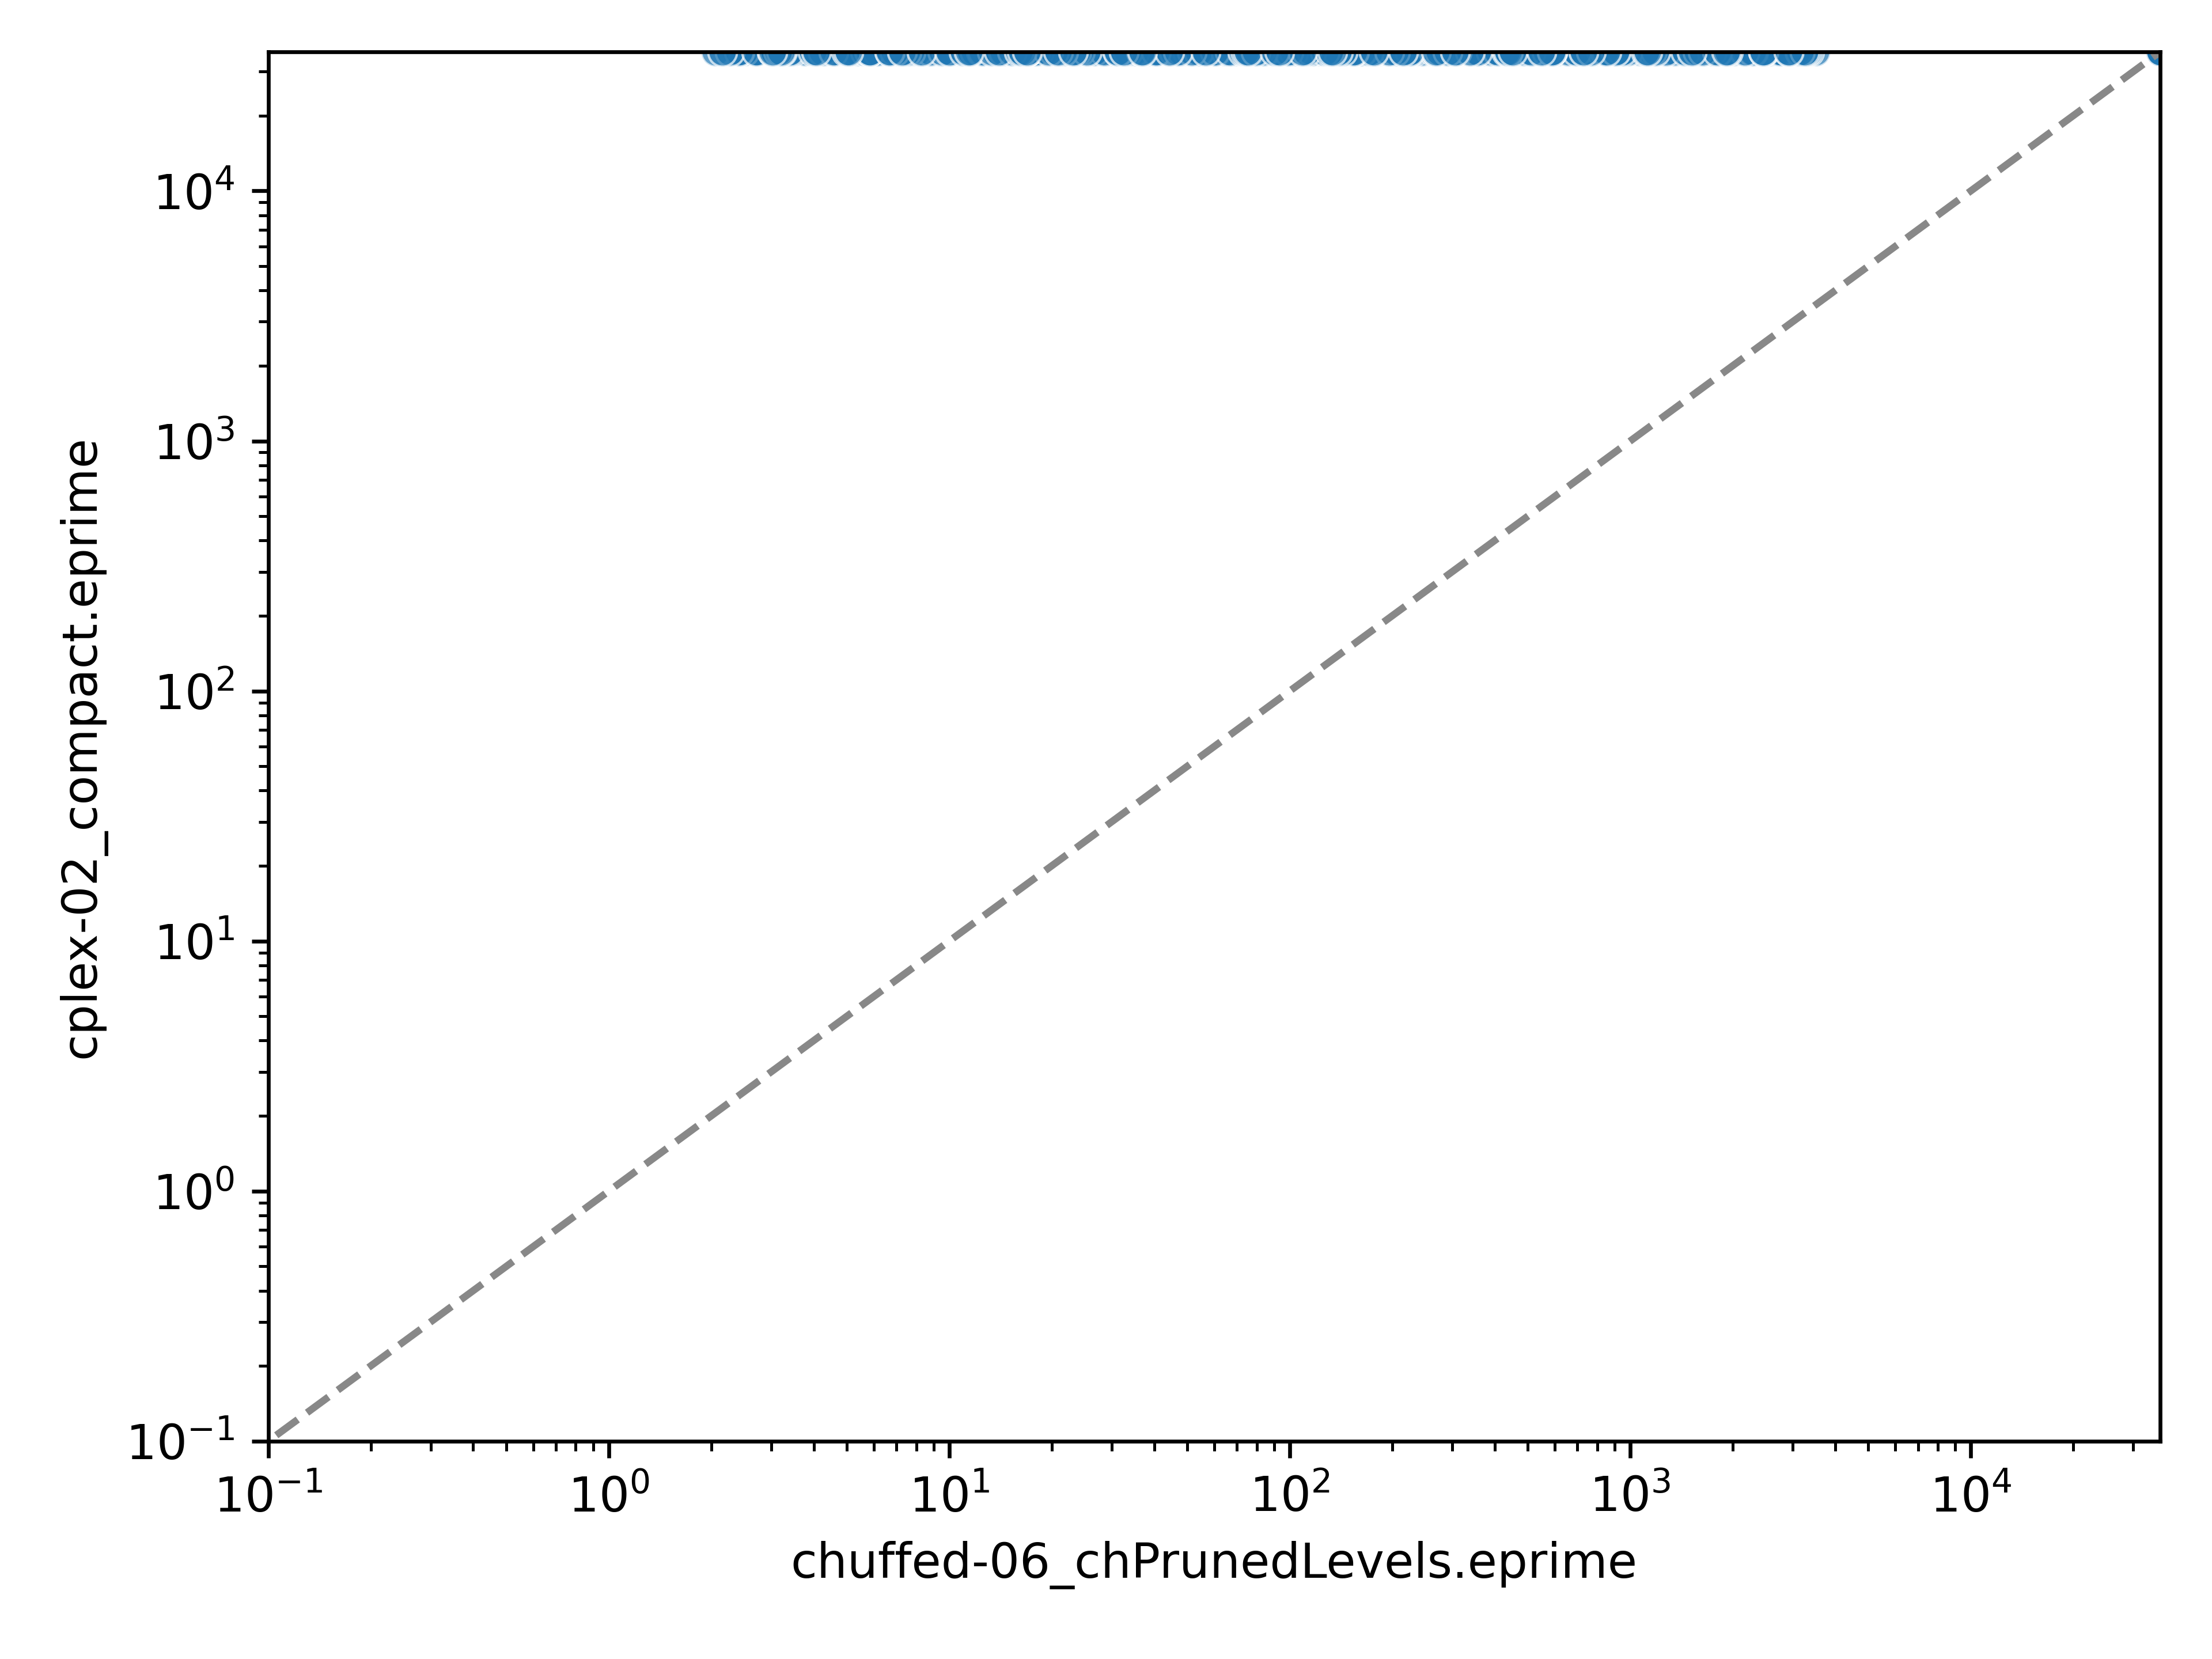 10⁴
10³
10²
10¹
10⁰
10⁻¹
cplex-02_compact.eprime
10⁻¹ 10⁰ 10¹ 10² 10³ 10⁴
chuffed-06_chPrunedLevels.eprime